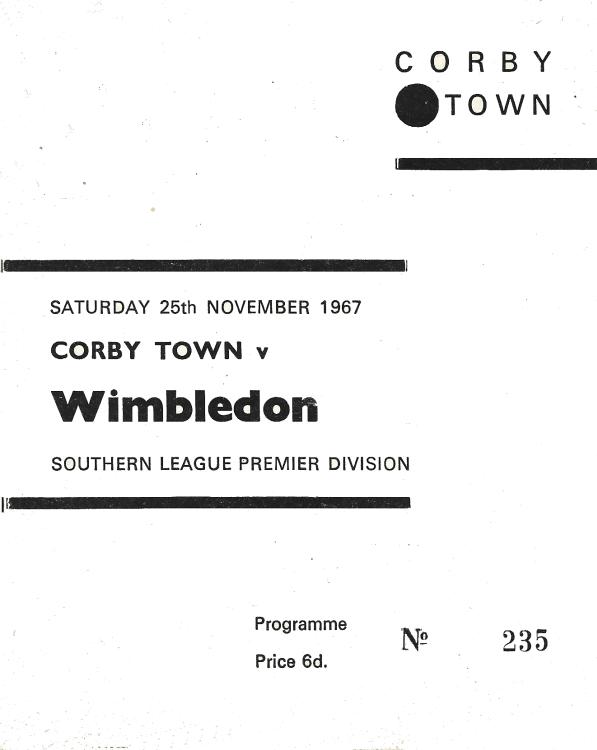 CORBY
TOWN
SATURDAY 25th NOVEMBER 1967
CORBY TOWN v
Wimbledon
SOUTHERN LEAGUE PREMIER DIVISION
Programme
Price 6d.
Nº 235